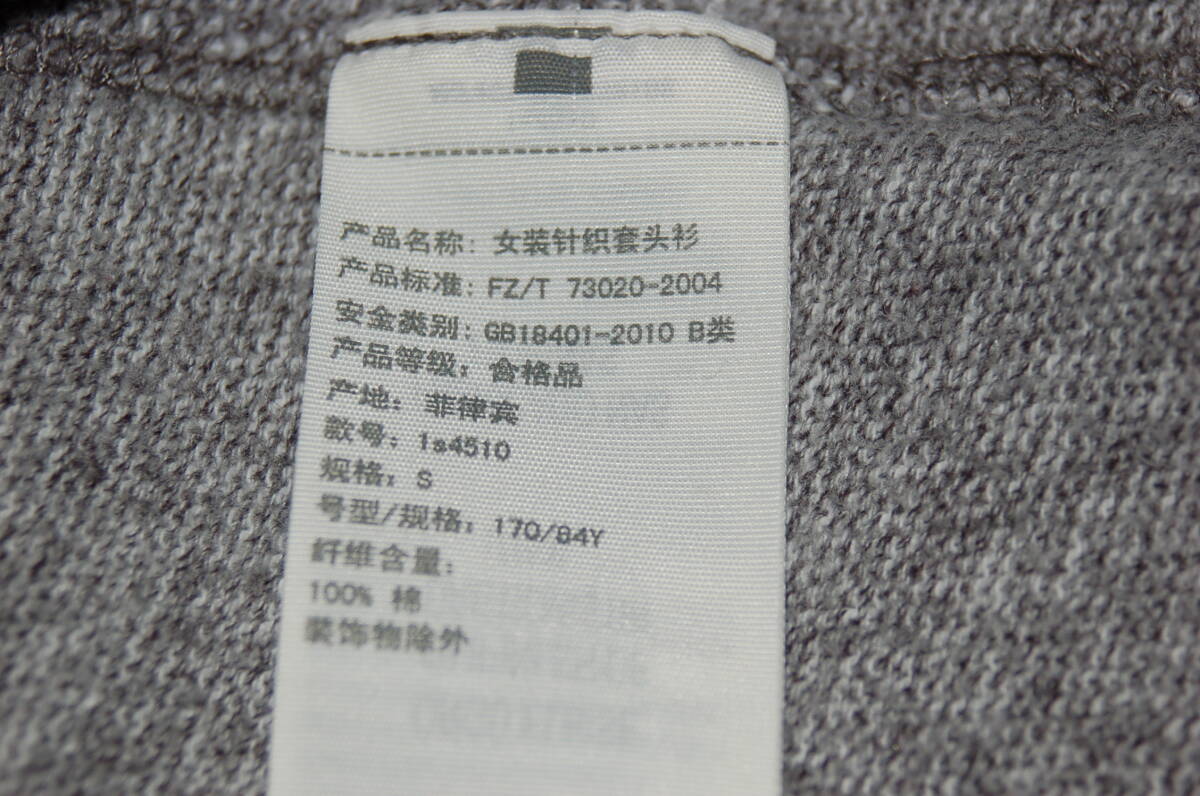 产品名称: 女装针织套头衫
产品标准: FZ/T 73020-2004
安全类别: GB18401-2010 B类
产品等级: 合格品
产地: 菲律宾
款号: 1s4510
规格: S
号型/规格: 170/84Y
纤维含量:
100% 棉
装饰物除外